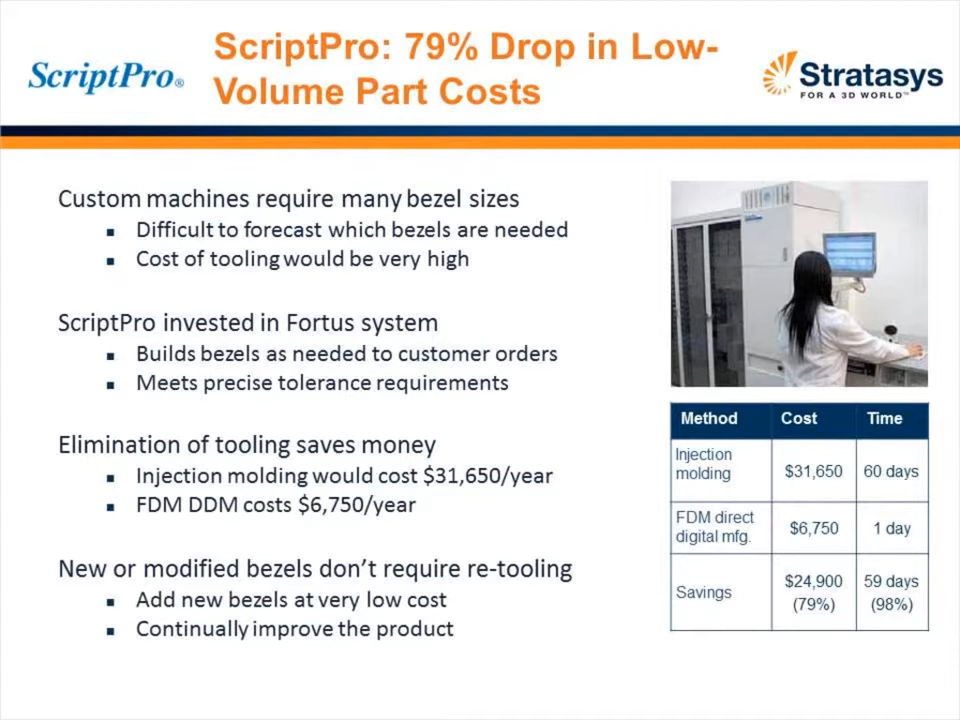 ScriptPro®
ScriptPro: 79% Drop in Low-
Volume Part Costs
Stratasys
FOR A 3D WORLD™
Custom machines require many bezel sizes
▪ Difficult to forecast which bezels are needed
▪ Cost of tooling would be very high
ScriptPro invested in Fortus system
▪ Builds bezels as needed to customer orders
▪ Meets precise tolerance requirements
Elimination of tooling saves money
▪ Injection molding would cost $31,650/year
▪ FDM DDM costs $6,750/year
New or modified bezels don’t require re-tooling
▪ Add new bezels at very low cost
▪ Continually improve the product
Method Cost Time
Injection
molding $31,650 60 days
FDM direct
digital mfg. $6,750 1 day
Savings $24,900 59 days
(79%) (98%)